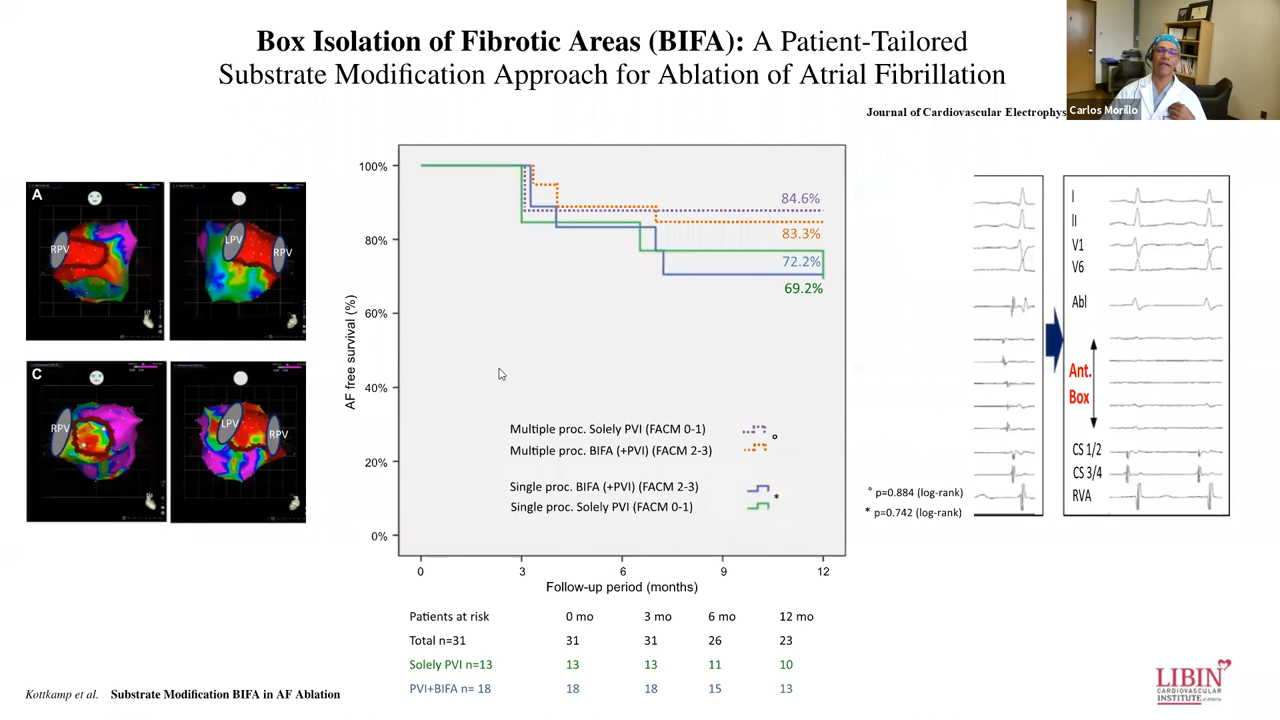 Box Isolation of Fibrotic Areas (BIFA): A Patient-Tailored
Substrate Modification Approach for Ablation of Atrial Fibrillation
Journal of Cardiovascular Electrophys
Carlos Morillo
A
RPV
LPV
RPV
C
RPV
LPV
RPV
AF free survival (%)
100%
80%
60%
40%
20%
0%
84.6%
83.3%
72.2%
69.2%
Multiple proc. Solely PVI (FACM 0-1)
°
Multiple proc. BIFA (+PVI) (FACM 2-3)
Single proc. BIFA (+PVI) (FACM 2-3)
*
Single proc. Solely PVI (FACM 0-1)
° p=0.884 (log-rank)
* p=0.742 (log-rank)
0 3 6 9 12
Follow-up period (months)
Patients at risk 0 mo 3 mo 6 mo 12 mo
Total n=31 31 31 26 23
Solely PVI n=13 13 13 11 10
PVI+BIFA n= 18 18 18 15 13
I
II
V1
V6
Abl
Ant.
Box
CS 1/2
CS 3/4
RVA
Kottkamp et al. Substrate Modification BIFA in AF Ablation
LIBIN
CARDIOVASCULAR
INSTITUTE of Alberta